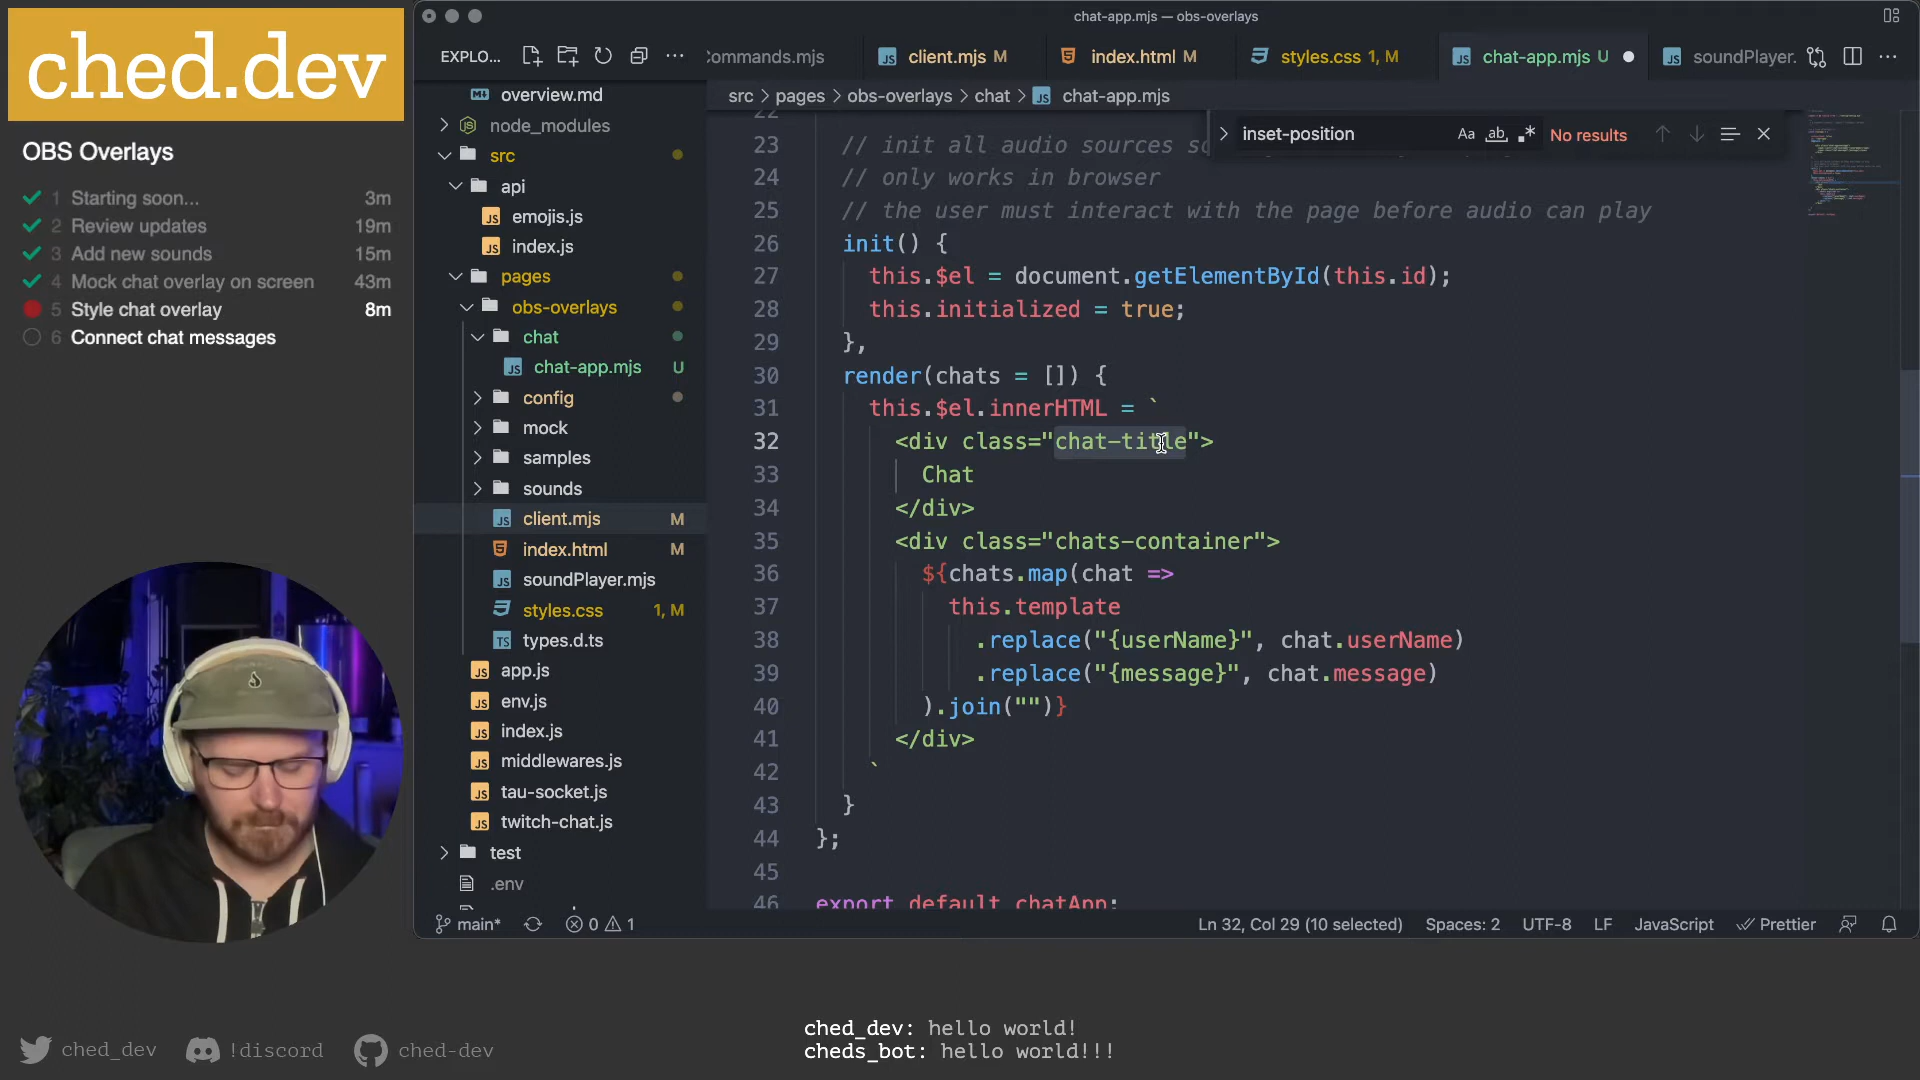 ched.dev
OBS Overlays
1 Starting soon... 3m
2 Review updates 19m
3 Add new sounds 15m
4 Mock chat overlay on screen 43m
5 Style chat overlay 8m
6 Connect chat messages
chat-app.mjs — obs-overlays
EXPLO...
Commands.mjs
client.mjs M
index.html M
styles.css 1, M
chat-app.mjs U
soundPlayer.
src > pages > obs-overlays > chat > chat-app.mjs
inset-position
Aa ab
No results
overview.md
node_modules
src
api
emojis.js
index.js
pages
obs-overlays
chat
chat-app.mjs U
config
mock
samples
sounds
client.mjs M
index.html M
soundPlayer.mjs
styles.css 1, M
types.d.ts
app.js
env.js
index.js
middlewares.js
tau-socket.js
twitch-chat.js
test
.env
22
23 // init all audio sources
24 // only works in browser
25 // the user must interact with the page before audio can play
26 init() {
27 this.$el = document.getElementById(this.id);
28 this.initialized = true;
29 },
30 render(chats = []) {
31 this.$el.innerHTML = `
32 <div class="chat-title">
33 Chat
34 </div>
35 <div class="chats-container">
36 ${chats.map(chat =>
37 this.template
38 .replace("{userName}", chat.userName)
39 .replace("{message}", chat.message)
40 ).join("")}
41 </div>
42 `
43 }
44 };
45
46 export default chatApp;
main* 0 1
Ln 32, Col 29 (10 selected) Spaces: 2 UTF-8 LF JavaScript Prettier
ched_dev !discord ched-dev
ched_dev: hello world!
cheds_bot: hello world!!!